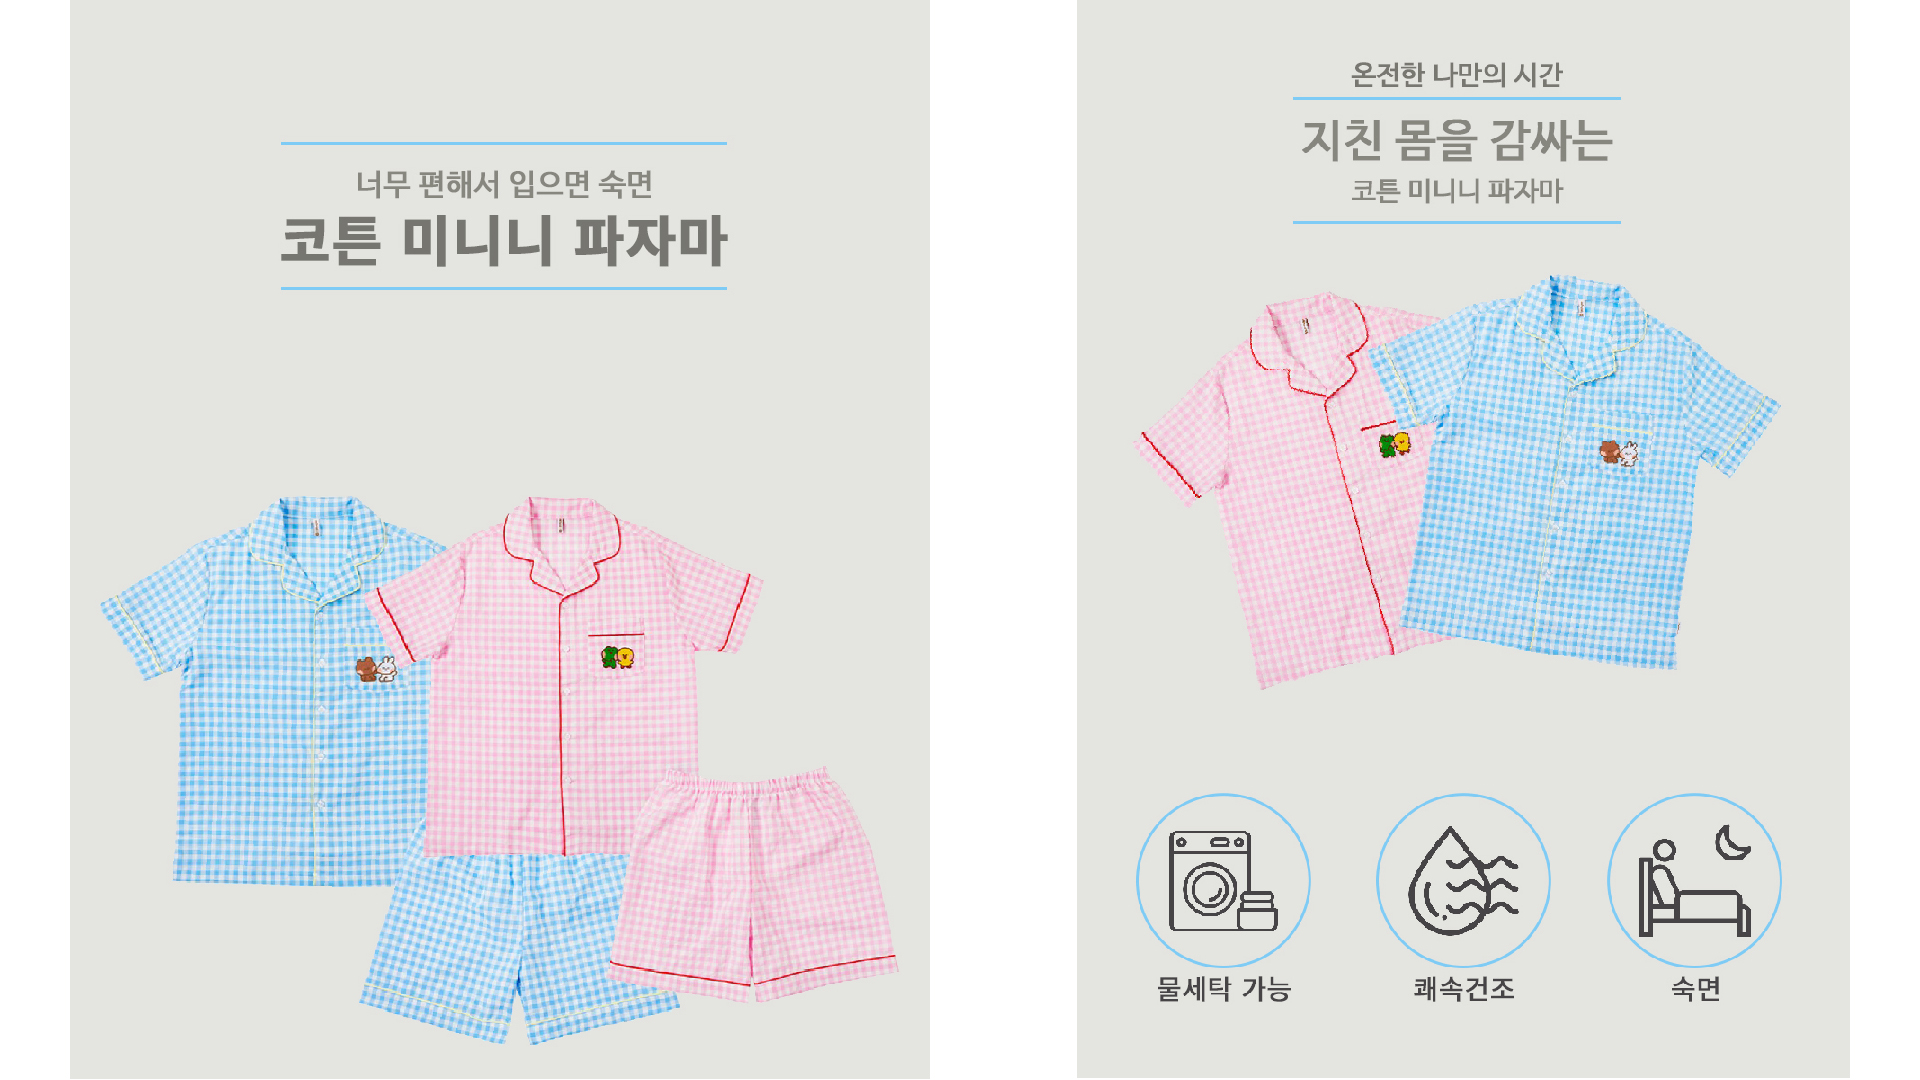 너무 편해서 입으면 숙면
코튼 미니니 파자마
온전한 나만의 시간
지친 몸을 감싸는
코튼 미니니 파자마
물세탁 가능
쾌속건조
숙면